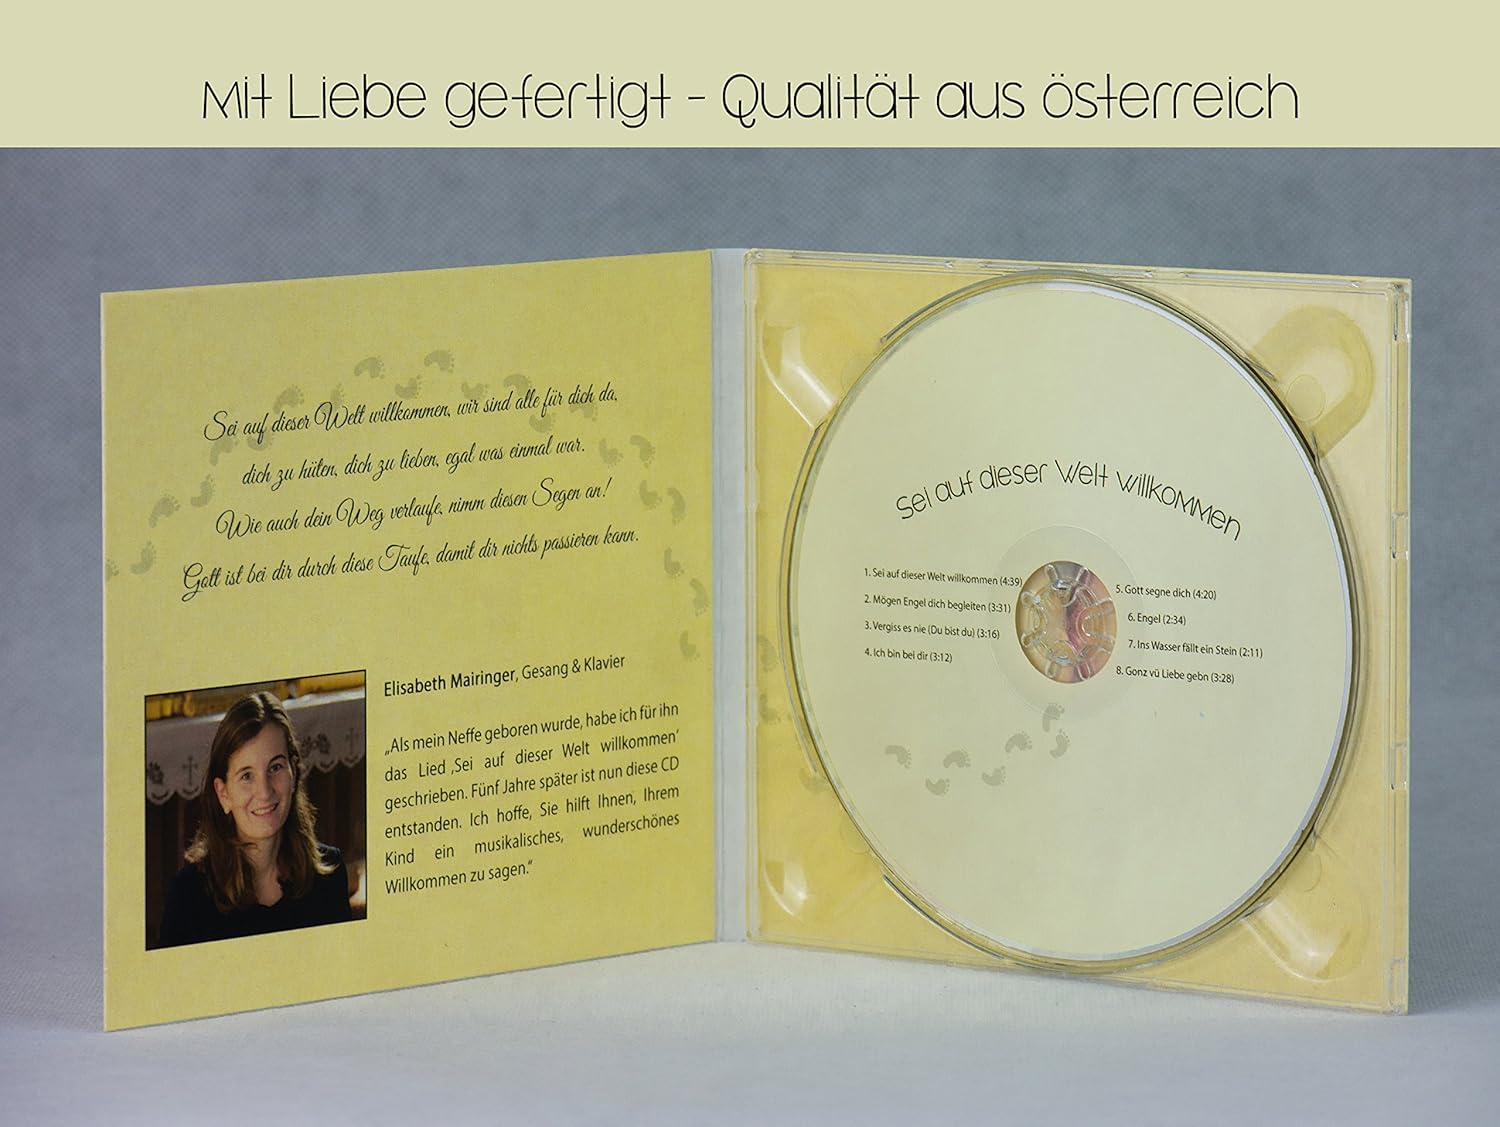 Mit Liebe gefertigt - Qualität aus Österreich
Sei auf dieser Welt willkommen, wir sind alle für dich da,
dich zu hüten, dich zu lieben, egal was einmal war.
Wie auch dein Weg verlaufe, nimm diesen Segen an!
Gott ist bei dir durch diese Taufe, damit dir nichts passieren kann.
Elisabeth Mairinger, Gesang & Klavier
„Als mein Neffe geboren wurde, habe ich für ihn
das Lied ‚Sei auf dieser Welt willkommen‘
geschrieben. Fünf Jahre später ist nun diese CD
entstanden. Ich hoffe, Sie hilft Ihnen, Ihrem
Kind ein musikalisches, wunderschönes
Willkommen zu sagen.“
Sei auf dieser Welt willkommen
1. Sei auf dieser Welt willkommen (4:39)
2. Mögen Engel dich begleiten (3:31)
3. Vergiss es nie (Du bist du) (3:16)
4. Ich bin bei dir (3:12)
5. Gott segne dich (4:20)
6. Engel (2:34)
7. Ins Wasser fällt ein Stein (2:11)
8. Gonz vü Liebe gebn (3:28)